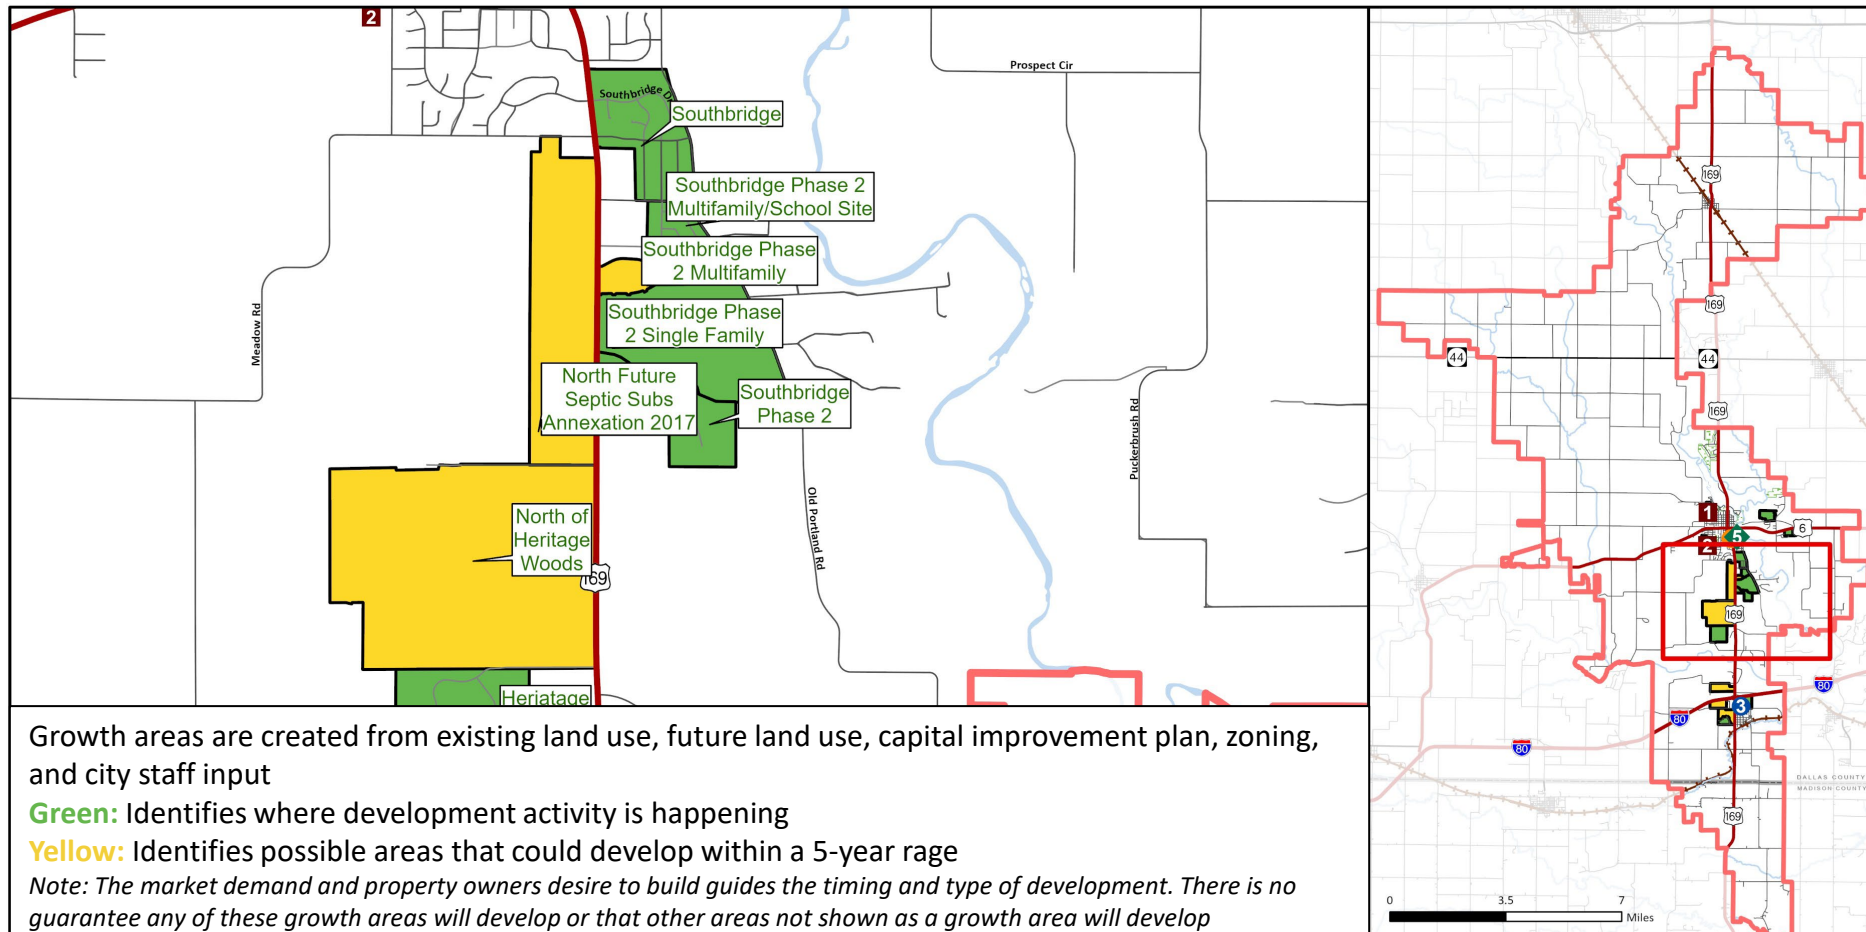 2
Prospect Cir
Southbridge D
Southbridge
Southbridge Phase 2
Multifamily/School Site
Southbridge Phase
2 Multifamily
Meadow Rd
Southbridge Phase
2 Single Family
North Future
Septic Subs
Annexation 2017
Southbridge
Phase 2
Puckerbrush Rd
Old Portland Rd
North of
Heritage
Woods
169
Heriatage
Growth areas are created from existing land use, future land use, capital improvement plan, zoning,
and city staff input
Green: Identifies where development activity is happening
Yellow: Identifies possible areas that could develop within a 5-year rage
Note: The market demand and property owners desire to build guides the timing and type of development. There is no
guarantee any of these growth areas will develop or that other areas not shown as a growth area will develop
169
169
44
44
169
1
6
5
2
169
80
3
80
80
DALLAS COUNTY
MADISON COUNTY
169
0 3.5 7
Miles